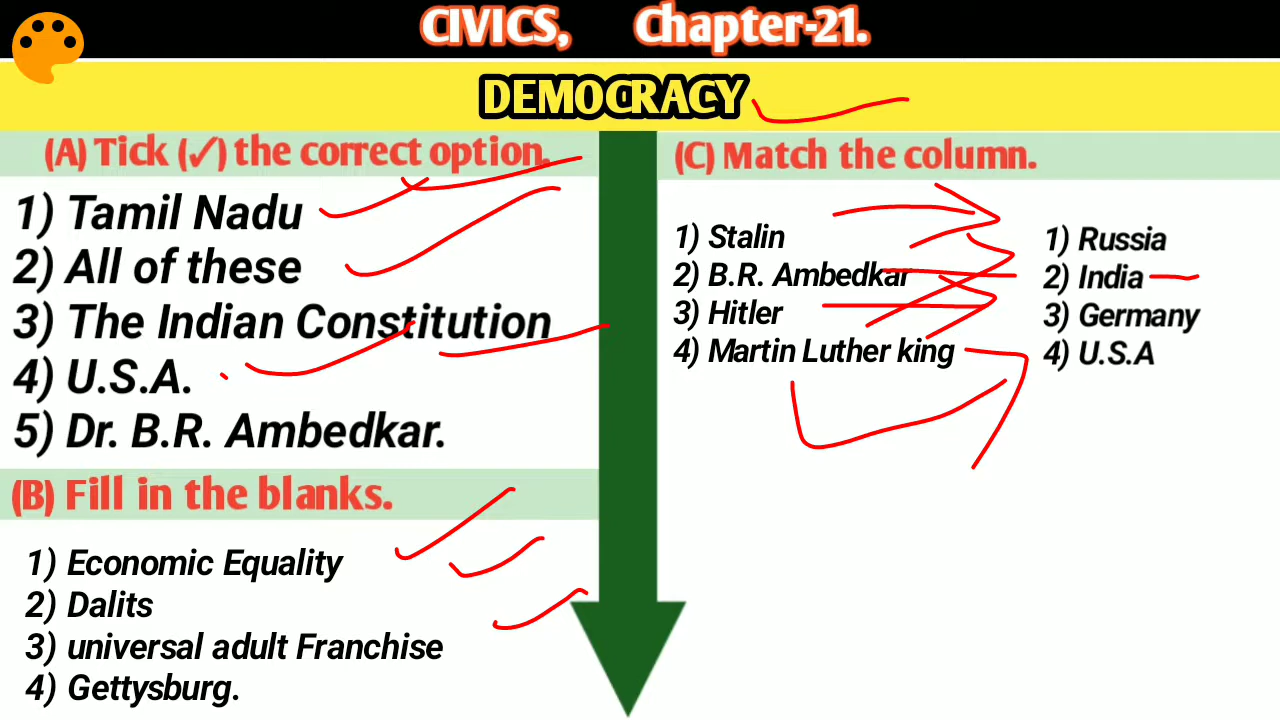 CIVICS, Chapter-21.
DEMOCRACY
(A) Tick (✓) the correct option.
1) Tamil Nadu
2) All of these
3) The Indian Constitution
4) U.S.A.
5) Dr. B.R. Ambedkar.
(B) Fill in the blanks.
1) Economic Equality
2) Dalits
3) universal adult Franchise
4) Gettysburg.
(C) Match the column.
1) Stalin 1) Russia
2) B.R. Ambedkar 2) India
3) Hitler 3) Germany
4) Martin Luther king 4) U.S.A